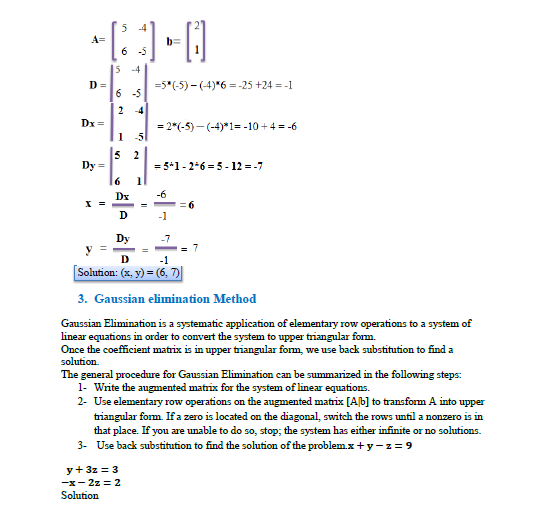 A= [ 5 -4 6 -5 ] b= [ 2 1 ]
D = | 5 -4 6 -5 | =5*(-5) – (-4)*6 = -25 +24 = -1
Dx = | 2 -4 1 -5 | = 2*(-5) – (-4)*1= -10 + 4 = -6
Dy = | 5 2 6 1 | = 5*1 - 2*6 = 5 - 12 = -7
x = Dx / D = -6 / -1 = 6
y = Dy / D = -7 / -1 = 7
Solution: (x, y) = (6, 7)
3. Gaussian elimination Method
Gaussian Elimination is a systematic application of elementary row operations to a system of
linear equations in order to convert the system to upper triangular form.
Once the coefficient matrix is in upper triangular form, we use back substitution to find a
solution.
The general procedure for Gaussian Elimination can be summarized in the following steps:
1- Write the augmented matrix for the system of linear equations.
2- Use elementary row operations on the augmented matrix [A|b] to transform A into upper
triangular form. If a zero is located on the diagonal, switch the rows until a nonzero is in
that place. If you are unable to do so, stop; the system has either infinite or no solutions.
3- Use back substitution to find the solution of the problem.x + y – z = 9
y + 3z = 3
–x – 2z = 2
Solution